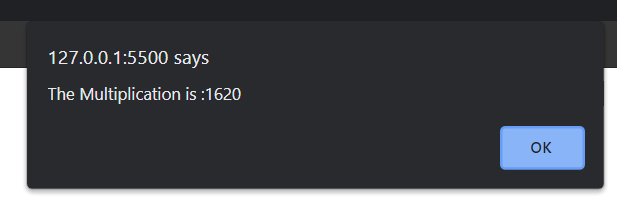 127.0.0.1:5500 says
The Multiplication is :1620
OK